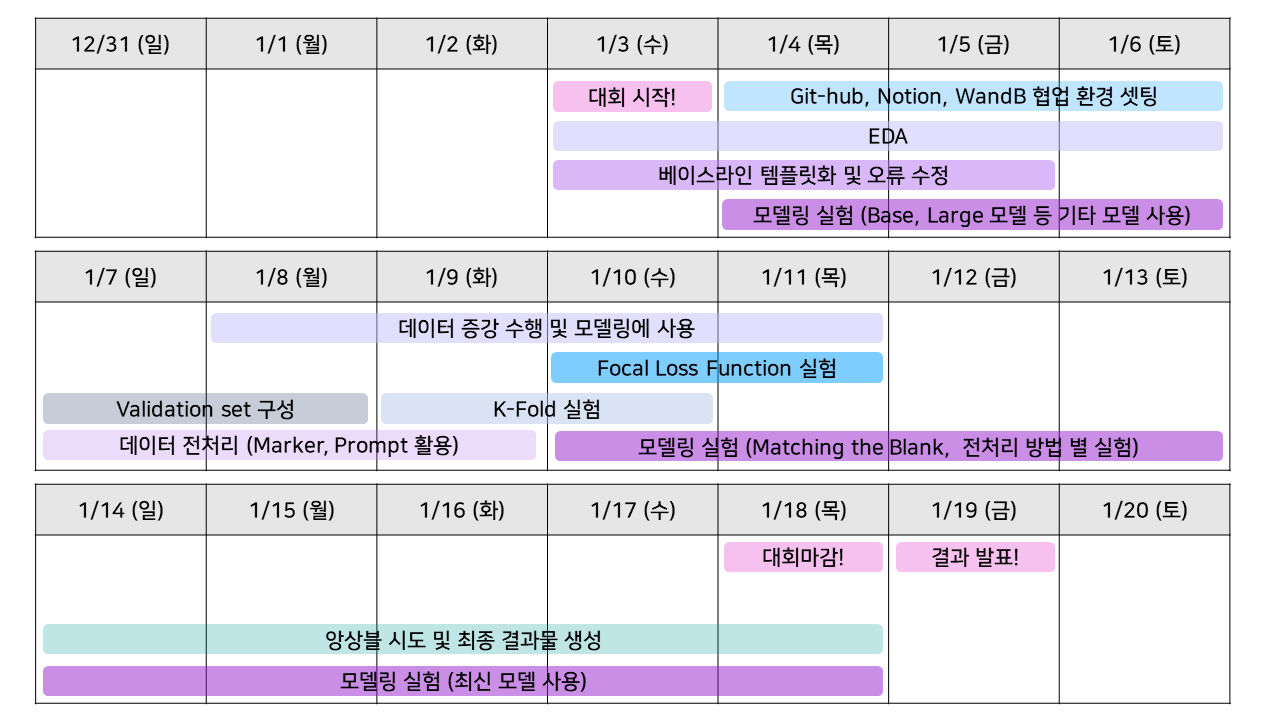 12/31 (일) 1/1 (월) 1/2 (화) 1/3 (수) 1/4 (목) 1/5 (금) 1/6 (토)
대회 시작! Git-hub, Notion, WandB 협업 환경 셋팅
EDA
베이스라인 템플릿화 및 오류 수정
모델링 실험 (Base, Large 모델 등 기타 모델 사용)
1/7 (일) 1/8 (월) 1/9 (화) 1/10 (수) 1/11 (목) 1/12 (금) 1/13 (토)
데이터 증강 수행 및 모델링에 사용
Focal Loss Function 실험
Validation set 구성 K-Fold 실험
데이터 전처리 (Marker, Prompt 활용) 모델링 실험 (Matching the Blank, 전처리 방법 별 실험)
1/14 (일) 1/15 (월) 1/16 (화) 1/17 (수) 1/18 (목) 1/19 (금) 1/20 (토)
대회마감! 결과 발표!
앙상블 시도 및 최종 결과물 생성
모델링 실험 (최신 모델 사용)